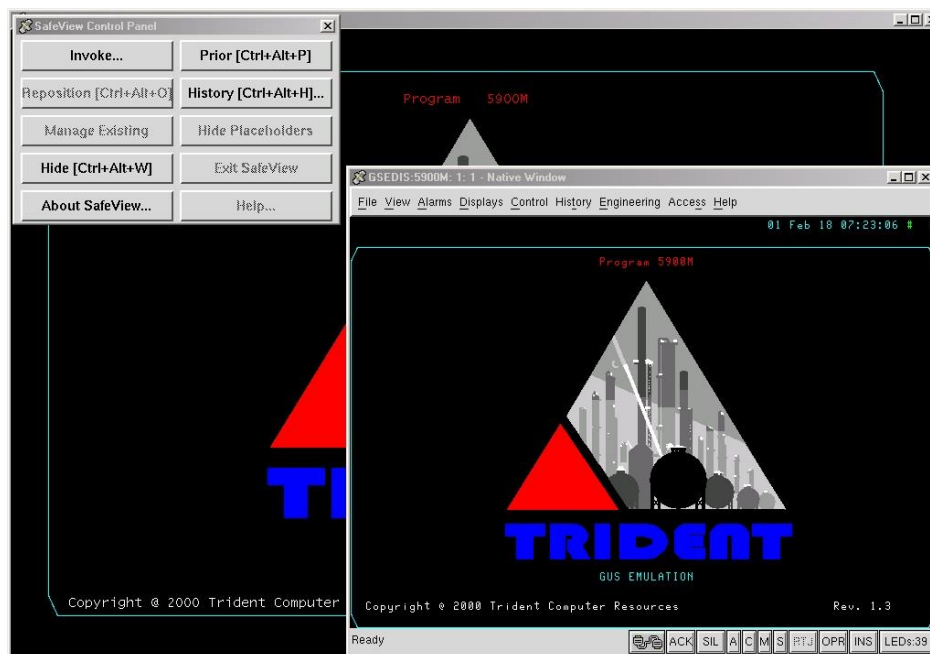 SafeView Control Panel
Invoke...
Prior [Ctrl+Alt+P]
Reposition [Ctrl+Alt+O]
History [Ctrl+Alt+H]...
Manage Existing
Hide Placeholders
Hide [Ctrl+Alt+W]
Exit SafeView
About SafeView...
Help...
Program 5900M
TR
Copyright @ 2000 Trident Computer
GSEDIS:5900M: 1: 1 - Native Window
File View Alarms Displays Control History Engineering Access Help
01 Feb 18 07:23:06 #
Program 5900M
TRIDENT
GUS EMULATION
Copyright @ 2000 Trident Computer Resources
Rev. 1.3
Ready
ACK SIL A C M S RTJ OPR INS LEDs:39